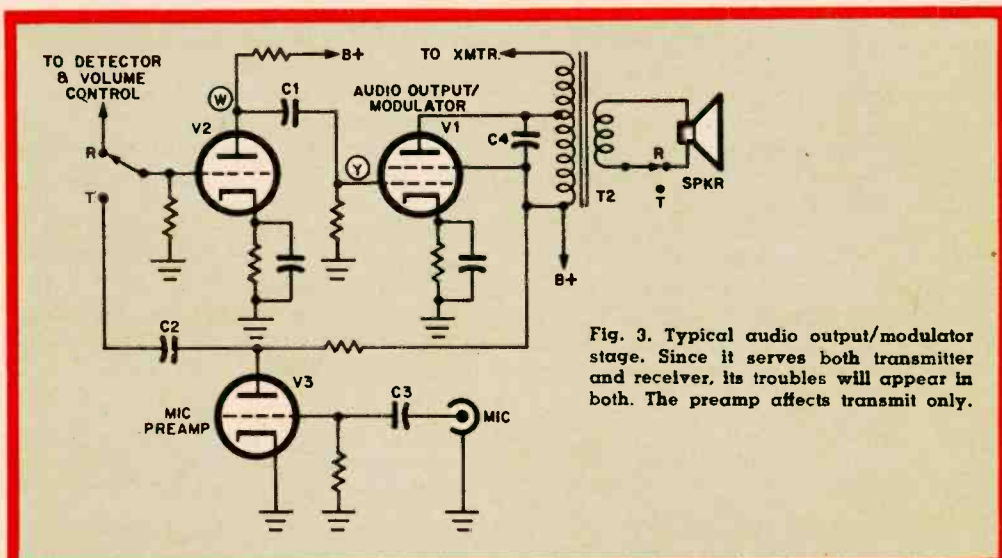 TO DETECTOR
& VOLUME
CONTROL
R
T
W
V2
B+
C1
Y
AUDIO OUTPUT/
MODULATOR
V1
C4
TO XMTR.
T2
R
T
SPKR
B+
C2
V3
MIC
PREAMP
C3
MIC
Fig. 3. Typical audio output/modulator
stage. Since it serves both transmitter
and receiver, its troubles will appear in
both. The preamp affects transmit only.